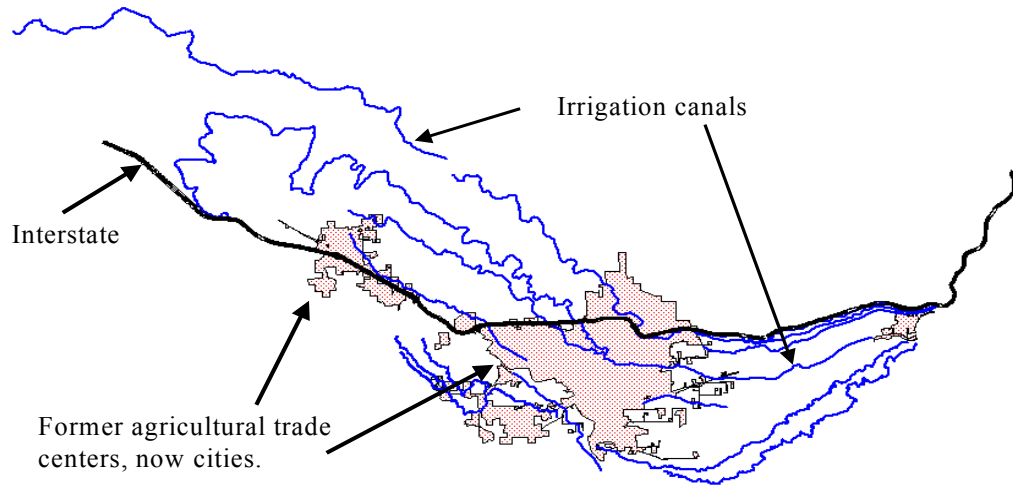 Irrigation canals
Interstate
Former agricultural trade
centers, now cities.